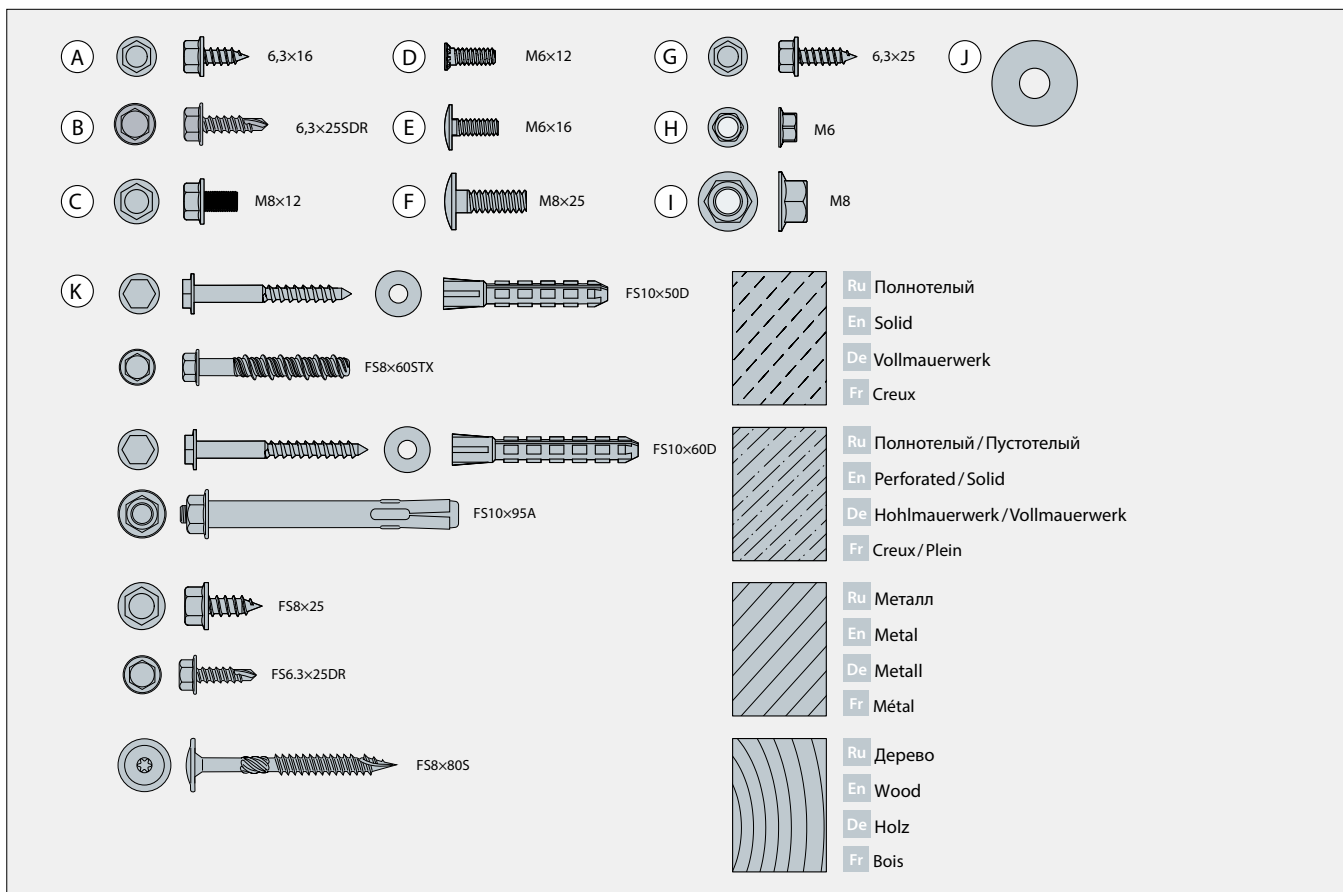 A 6,3×16
D M6×12
G 6,3×25
J
B 6,3×25SDR
E M6×16
H M6
C M8×12
F M8×25
I M8
K FS10×50D
FS8×60STX
FS10×60D
FS10×95A
FS8×25
FS6.3×25DR
FS8×80S
Ru Полнотелый
En Solid
De Vollmauerwerk
Fr Creux
Ru Полнотелый / Пустотелый
En Perforated / Solid
De Hohlmauerwerk / Vollmauerwerk
Fr Creux / Plein
Ru Металл
En Metal
De Metall
Fr Métal
Ru Дерево
En Wood
De Holz
Fr Bois